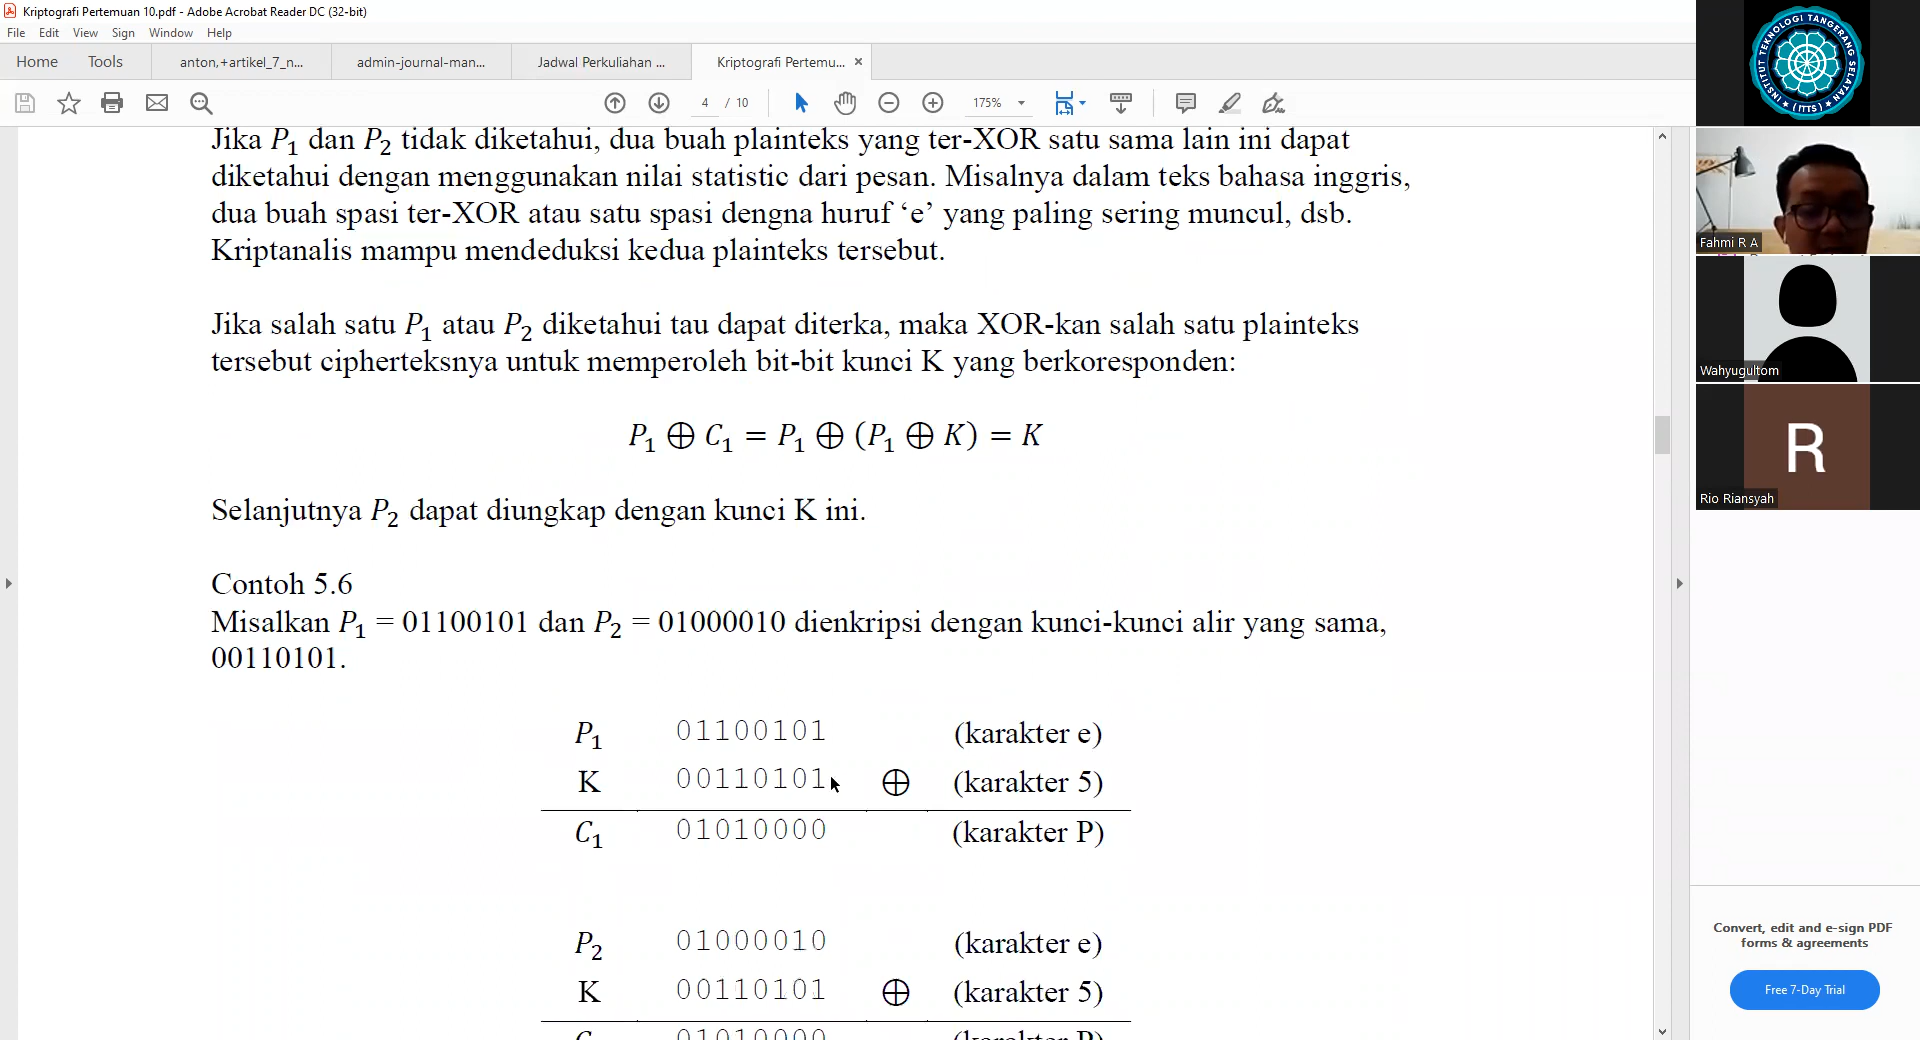 Kriptografi Pertemuan 10.pdf - Adobe Acrobat Reader DC (32-bit)
File Edit View Sign Window Help
Home Tools anton,+artikel_7_n... admin-journal-man... Jadwal Perkuliahan ... Kriptografi Pertemu... ×
4 / 10 175%
Jika P₁ dan P₂ tidak diketahui, dua buah plainteks yang ter-XOR satu sama lain ini dapat
diketahui dengan menggunakan nilai statistic dari pesan. Misalnya dalam teks bahasa inggris,
dua buah spasi ter-XOR atau satu spasi dengna huruf ‘e’ yang paling sering muncul, dsb.
Kriptanalis mampu mendeduksi kedua plainteks tersebut.
Jika salah satu P₁ atau P₂ diketahui tau dapat diterka, maka XOR-kan salah satu plainteks
tersebut cipherteksnya untuk memperoleh bit-bit kunci K yang berkoresponden:
P₁ ⊕ C₁ = P₁ ⊕ (P₁ ⊕ K) = K
Selanjutnya P₂ dapat diungkap dengan kunci K ini.
Contoh 5.6
Misalkan P₁ = 01100101 dan P₂ = 01000010 dienkripsi dengan kunci-kunci alir yang sama,
00110101.
P₁ 01100101 (karakter e)
K 00110101 ⊕ (karakter 5)
C₁ 01010000 (karakter P)
P₂ 01000010 (karakter e)
K 00110101 ⊕ (karakter 5)
INSTITUT TEKNOLOGI TANGERANG SELATAN
(ITTS)
Fahmi R A
Wahyugultom
R
Rio Riansyah
Convert, edit and e-sign PDF
forms & agreements
Free 7-Day Trial